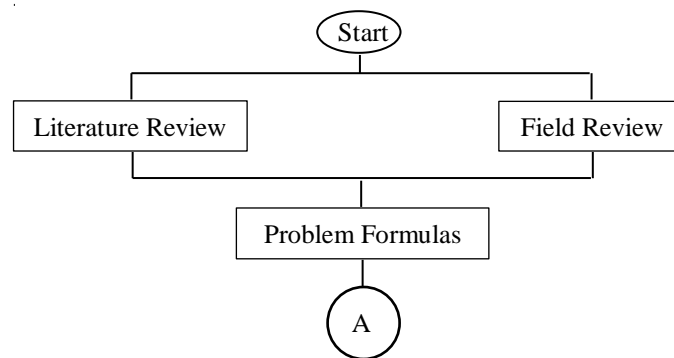 Start
Literature Review
Field Review
Problem Formulas
A